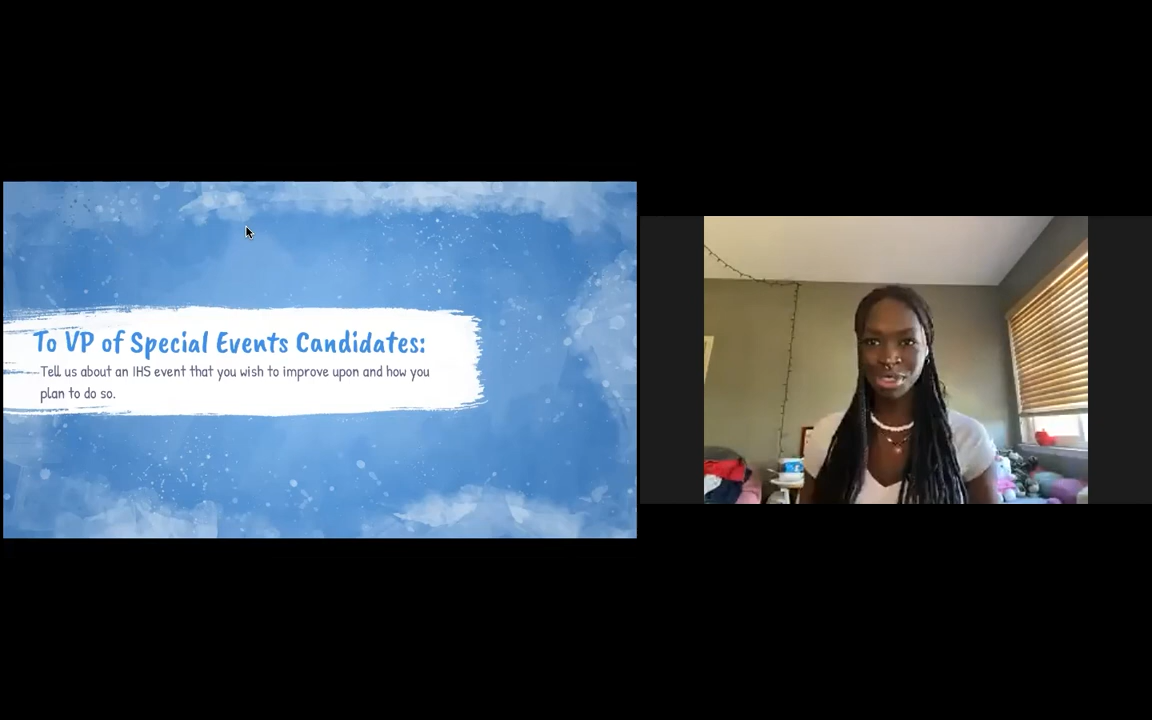 To VP of Special Events Candidates:
Tell us about an IHS event that you wish to improve upon and how you
plan to do so.